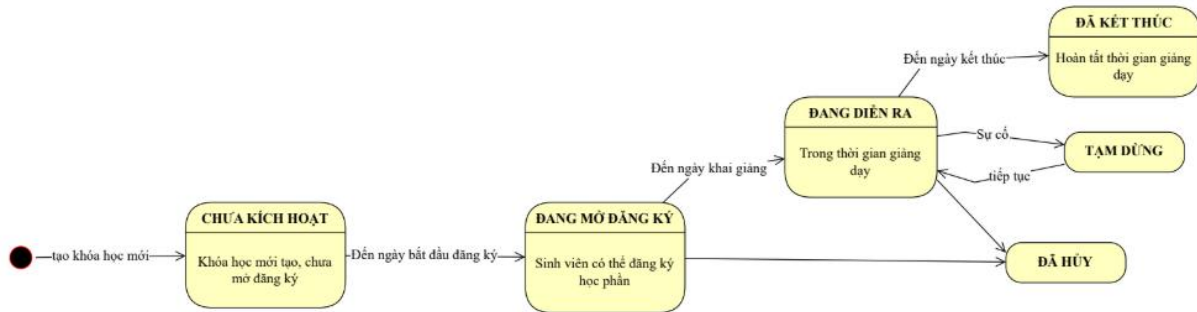 tạo khóa học mới
CHƯA KÍCH HOẠT
Khóa học mới tạo, chưa
mở đăng ký
Đến ngày bắt đầu đăng ký
ĐANG MỞ ĐĂNG KÝ
Sinh viên có thể đăng ký
học phần
Đến ngày khai giảng
ĐANG DIỄN RA
Trong thời gian giảng
dạy
Đến ngày kết thúc
ĐÃ KẾT THÚC
Hoàn tất thời gian giảng
dạy
Sự cố
TẠM DỪNG
tiếp tục
ĐÃ HỦY